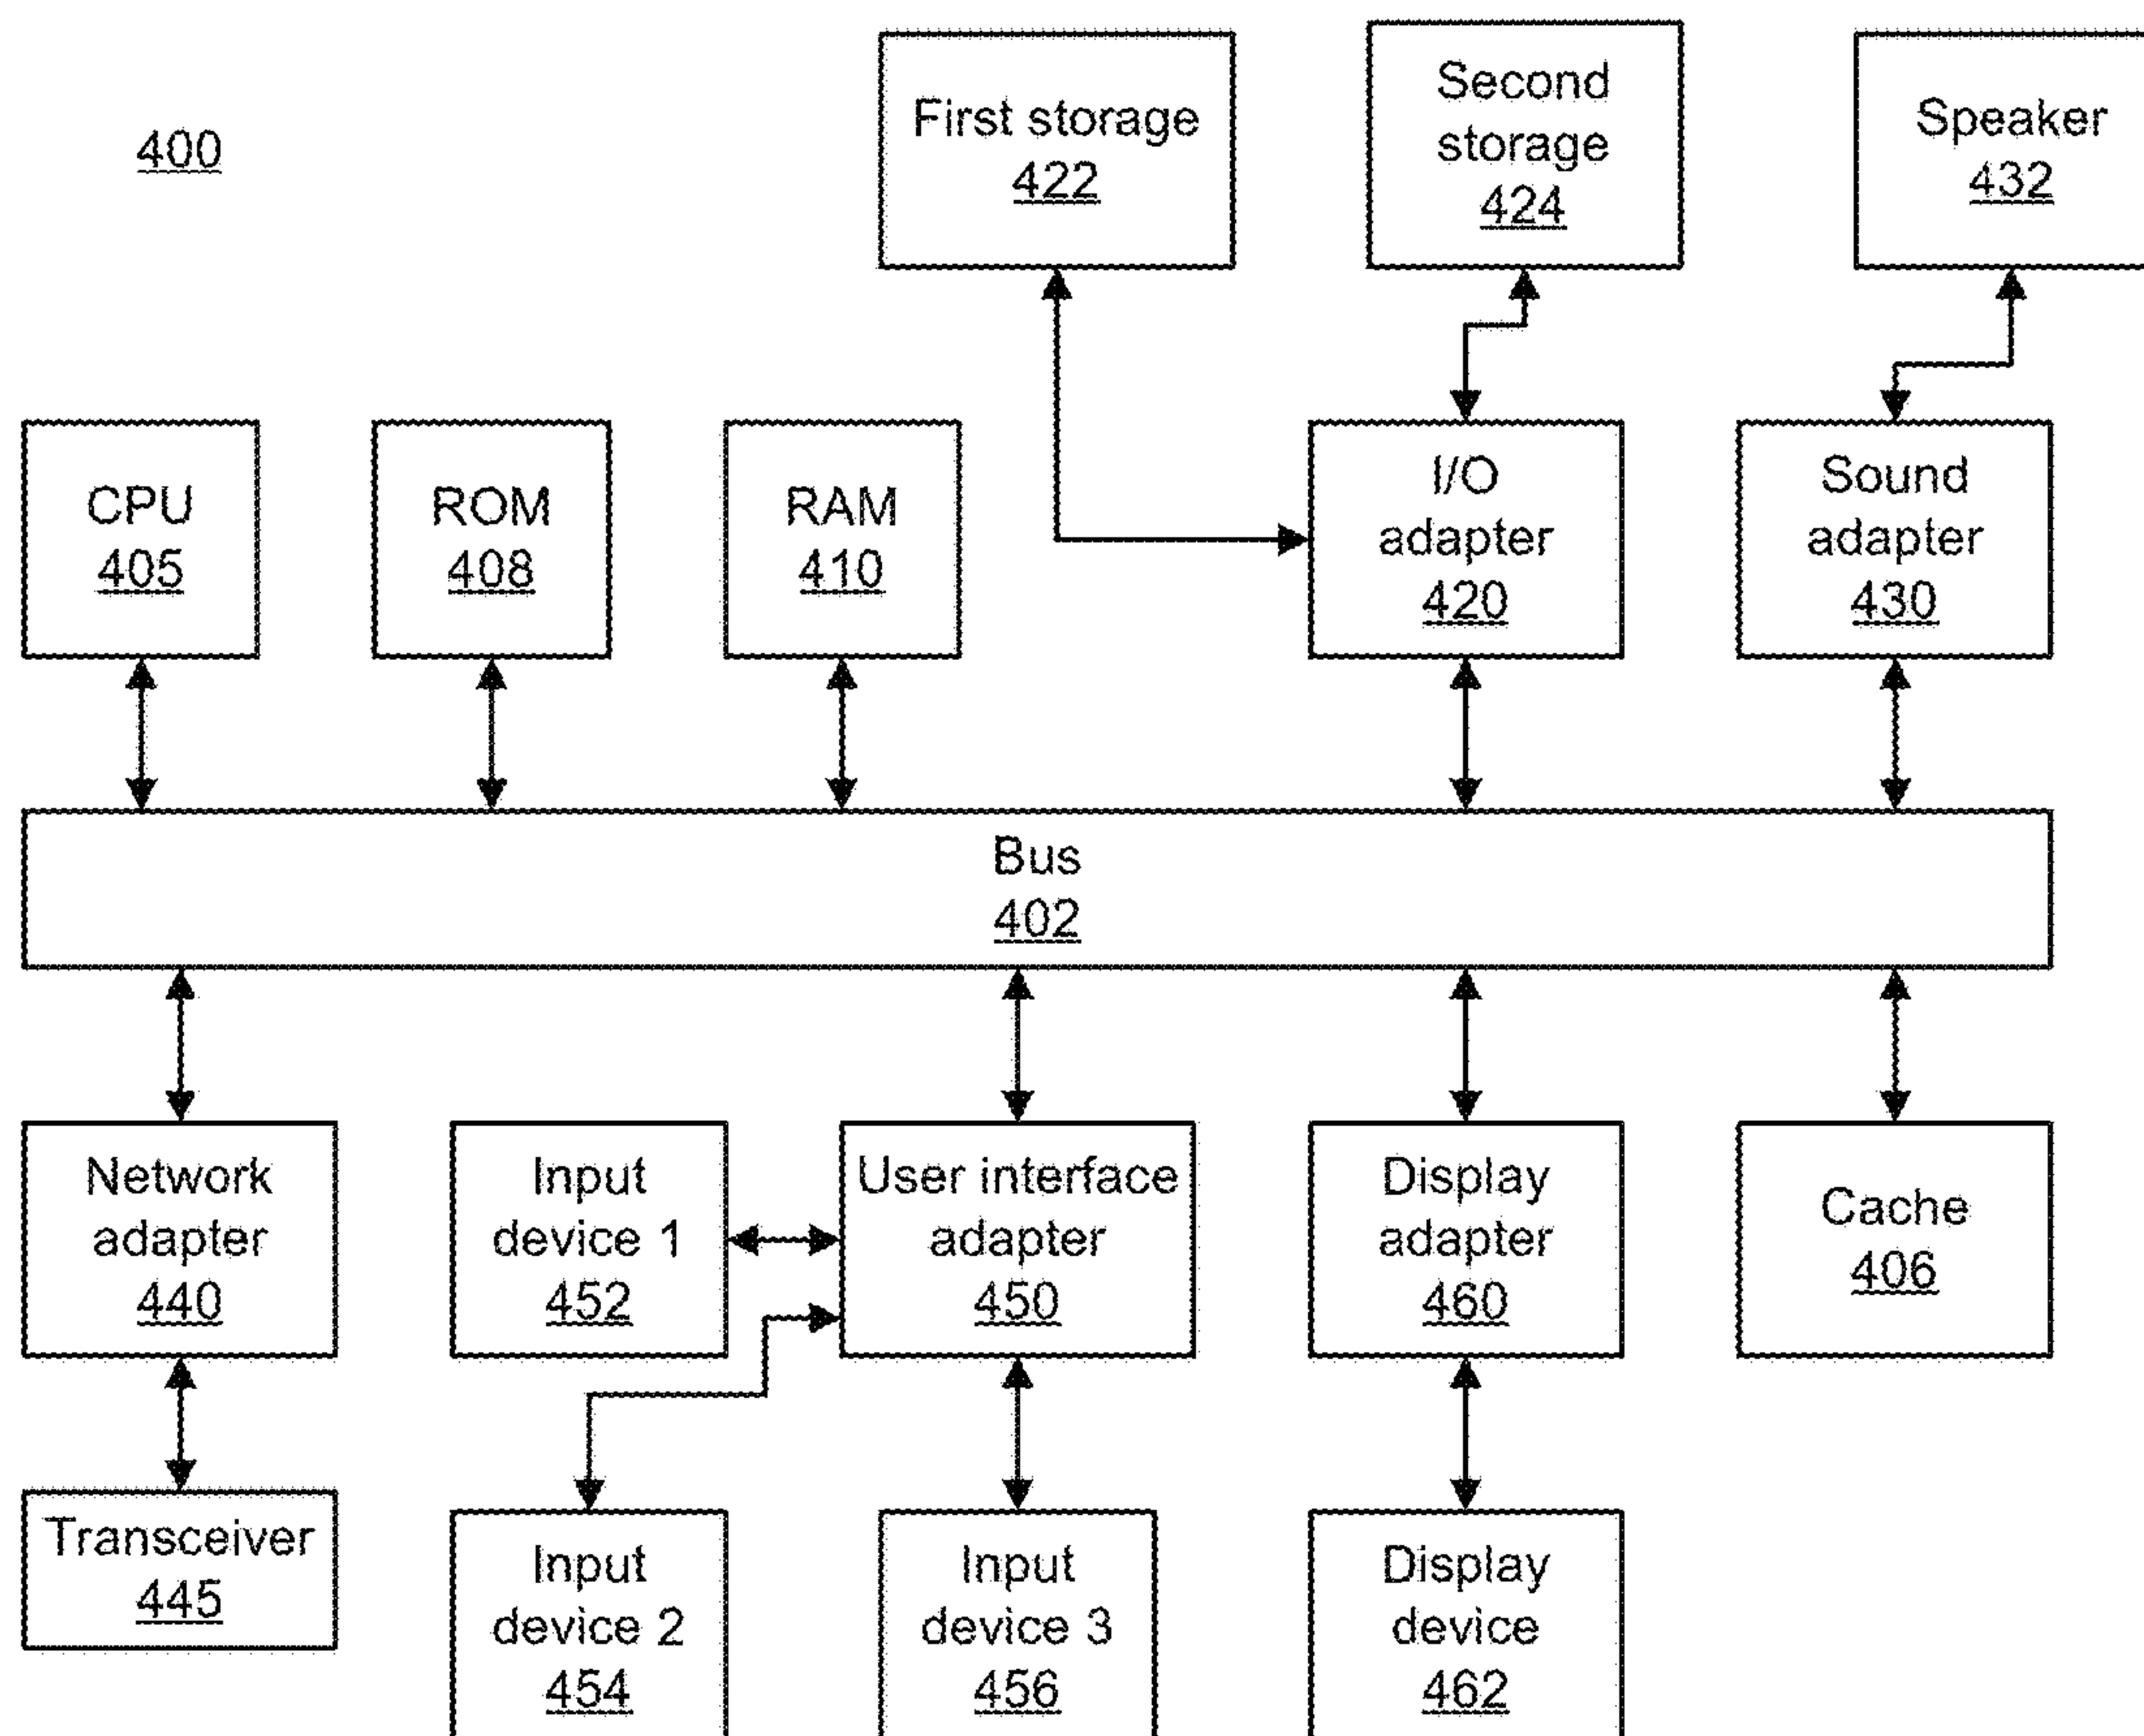 400
First storage
422
Second
storage
424
Speaker
432
CPU
405
ROM
408
RAM
410
I/O
adapter
420
Sound
adapter
430
Bus
402
Network
adapter
440
Input
device 1
452
User interface
adapter
450
Display
adapter
460
Cache
406
Transceiver
445
Input
device 2
454
Input
device 3
456
Display
device
462